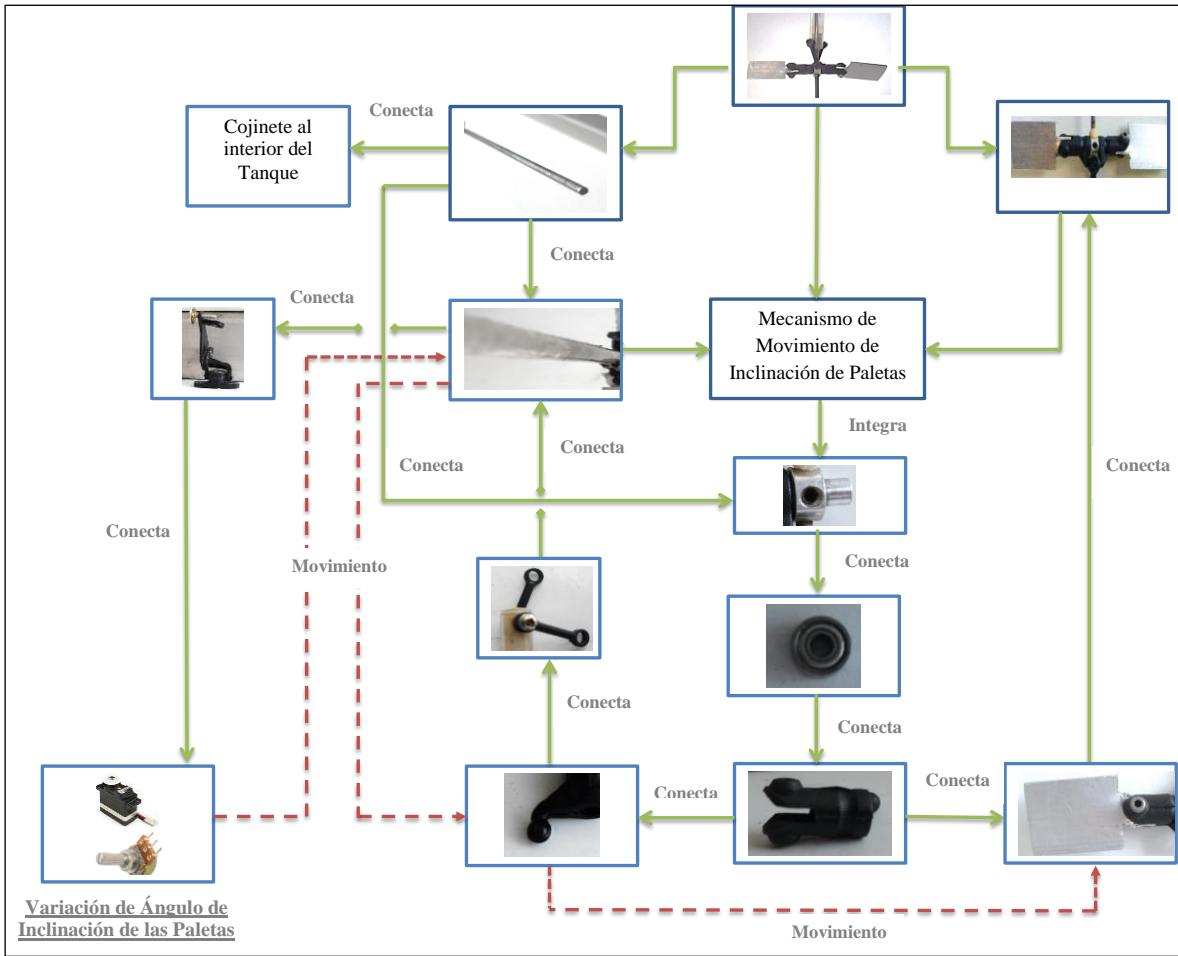 Conecta
Cojinete al
interior del
Tanque
Conecta
Conecta
Mecanismo de
Movimiento de
Inclinación de Paletas
Integra
Conecta
Conecta
Conecta
Conecta
Conecta
Movimiento
Conecta
Conecta
Conecta
Conecta
Variación de Ángulo de
Inclinación de las Paletas
Movimiento